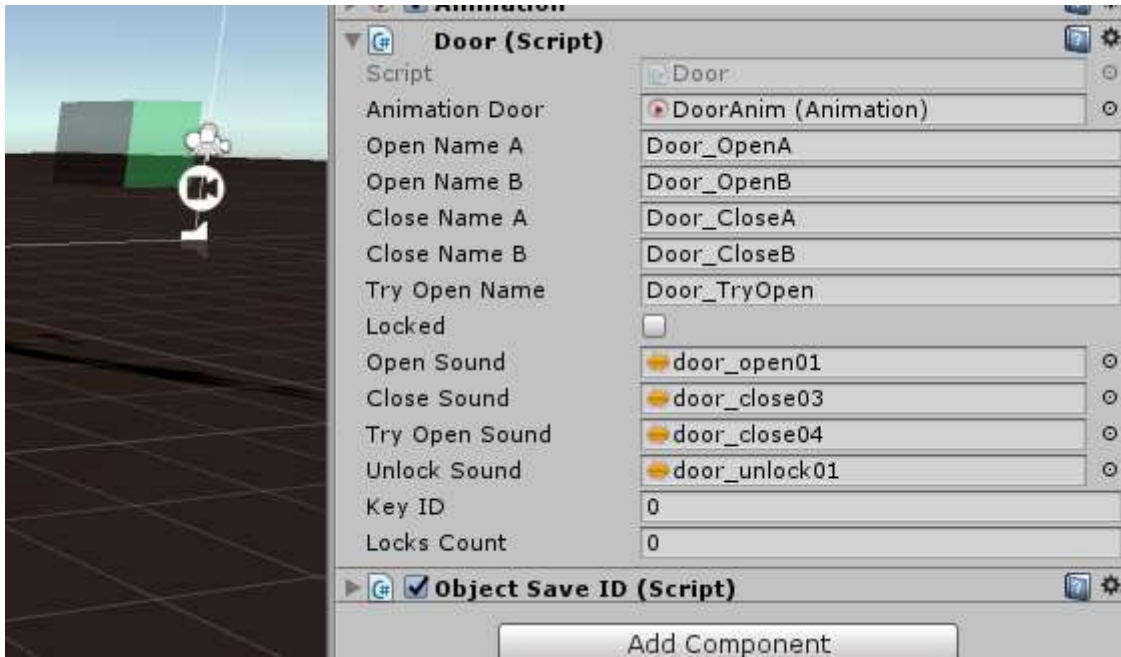 Animation
Door (Script)
Script Door
Animation Door DoorAnim (Animation)
Open Name A Door_OpenA
Open Name B Door_OpenB
Close Name A Door_CloseA
Close Name B Door_CloseB
Try Open Name Door_TryOpen
Locked
Open Sound door_open01
Close Sound door_close03
Try Open Sound door_close04
Unlock Sound door_unlock01
Key ID 0
Locks Count 0
Object Save ID (Script)
Add Component